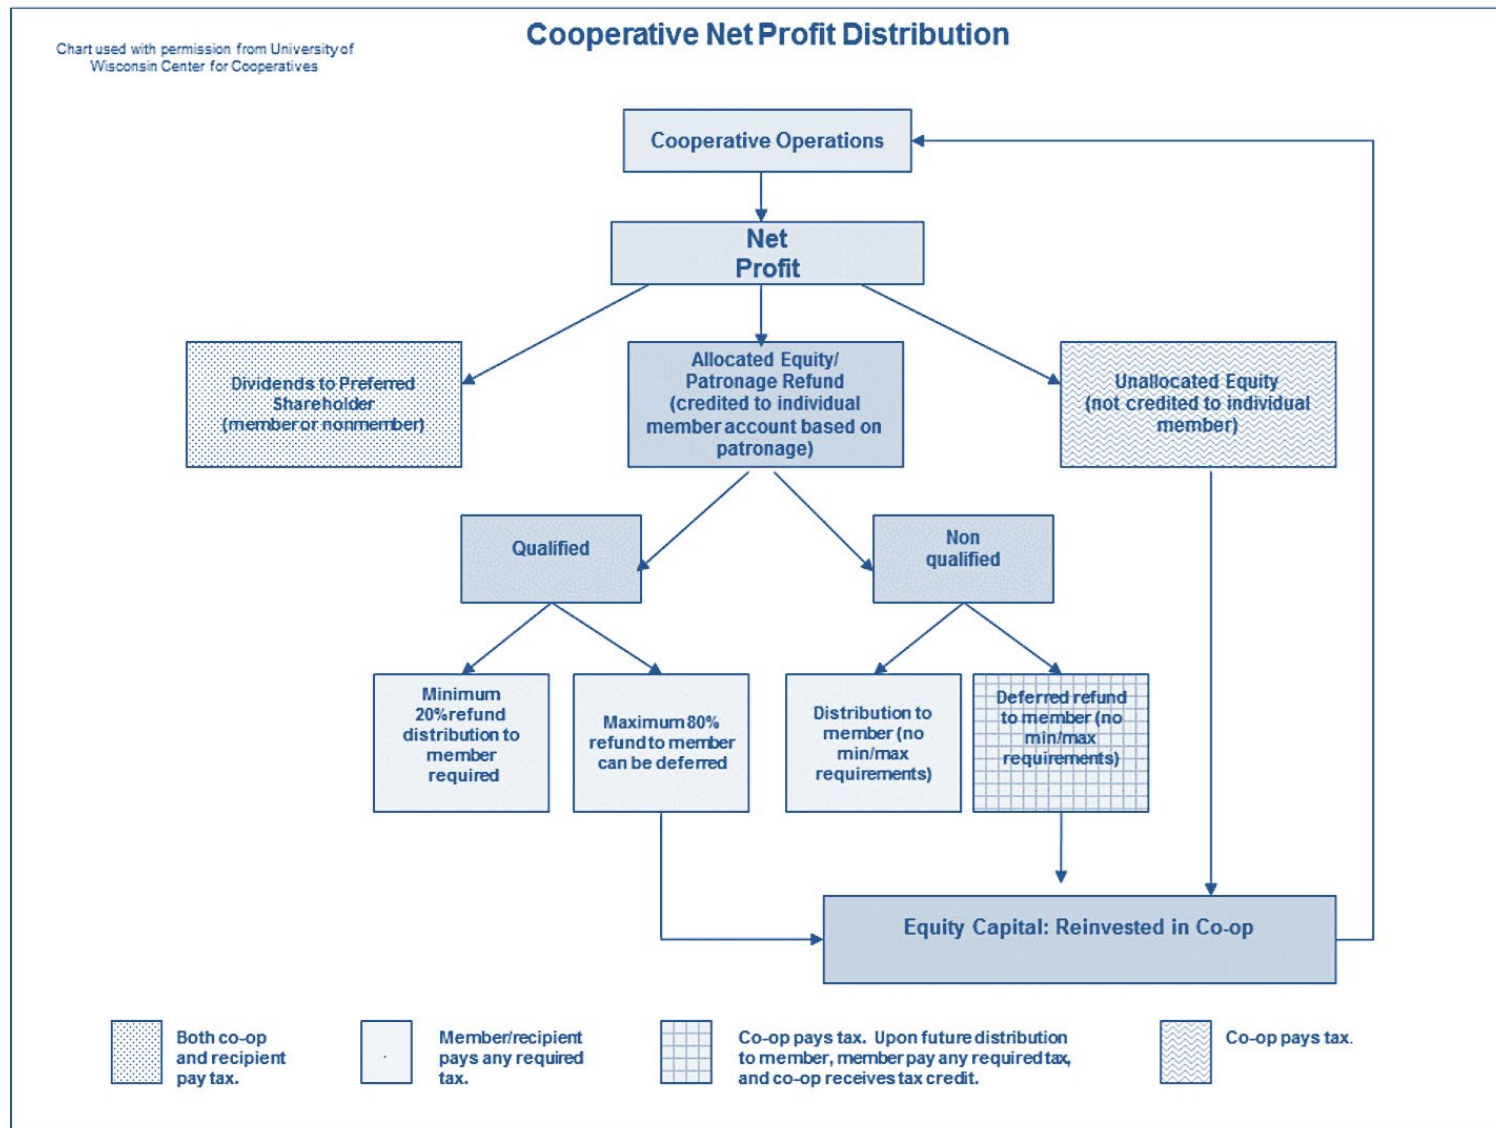 Cooperative Net Profit Distribution
Chart used with permission from University of
Wisconsin Center for Cooperatives
Cooperative Operations
Net
Profit
Dividends to Preferred
Shareholder
(member or nonmember)
Allocated Equity/
Patronage Refund
(credited to individual
member account based on
patronage)
Unallocated Equity
(not credited to individual
member)
Qualified
Non
qualified
Minimum
20%refund
distribution to
member
required
Maximum 80%
refund to member
can be deferred
Distribution to
member (no
min/max
requirements)
Deferred refund
to member (no
min/max
requirements)
Equity Capital: Reinvested in Co-op
Both co-op
and recipient
pay tax.
Member/recipient
pays any required
tax.
Co-op pays tax.  Upon future distribution
to member, member pay any required tax,
and co-op receives tax credit.
Co-op pays tax.